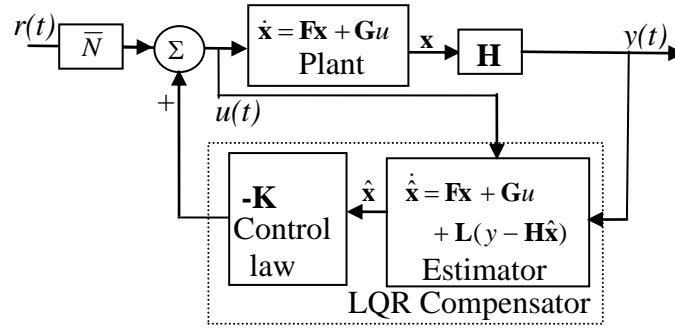 r(t)
N̅
Σ
ẋ = Fx + Gu
Plant
x
H
y(t)
+
u(t)
-K
Control
law
x̂
x̂̇ = Fx + Gu
+ L(y − Hx̂)
Estimator
LQR Compensator